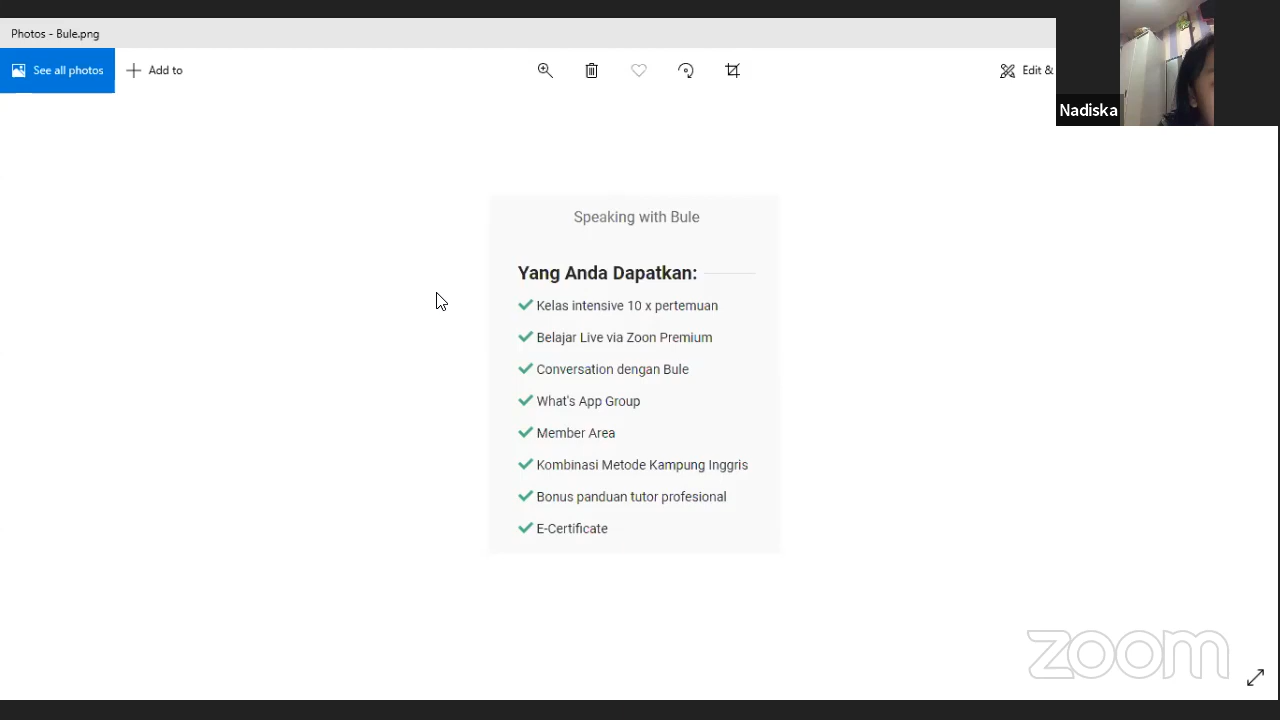 Photos - Bule.png
See all photos
Add to
Edit &
Nadiska
Speaking with Bule
Yang Anda Dapatkan:
Kelas intensive 10 x pertemuan
Belajar Live via Zoon Premium
Conversation dengan Bule
What's App Group
Member Area
Kombinasi Metode Kampung Inggris
Bonus panduan tutor profesional
E-Certificate
zoom